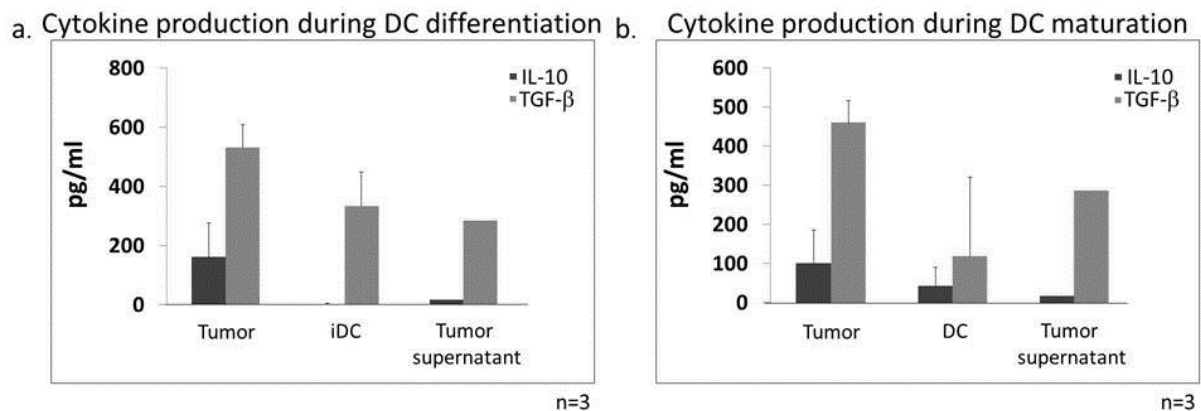 a. Cytokine production during DC differentiation
800
600
400
200
0
pg/ml
IL-10
TGF-β
Tumor
iDC
Tumor
supernatant
n=3
b. Cytokine production during DC maturation
600
500
400
300
200
100
0
pg/ml
IL-10
TGF-β
Tumor
DC
Tumor
supernatant
n=3